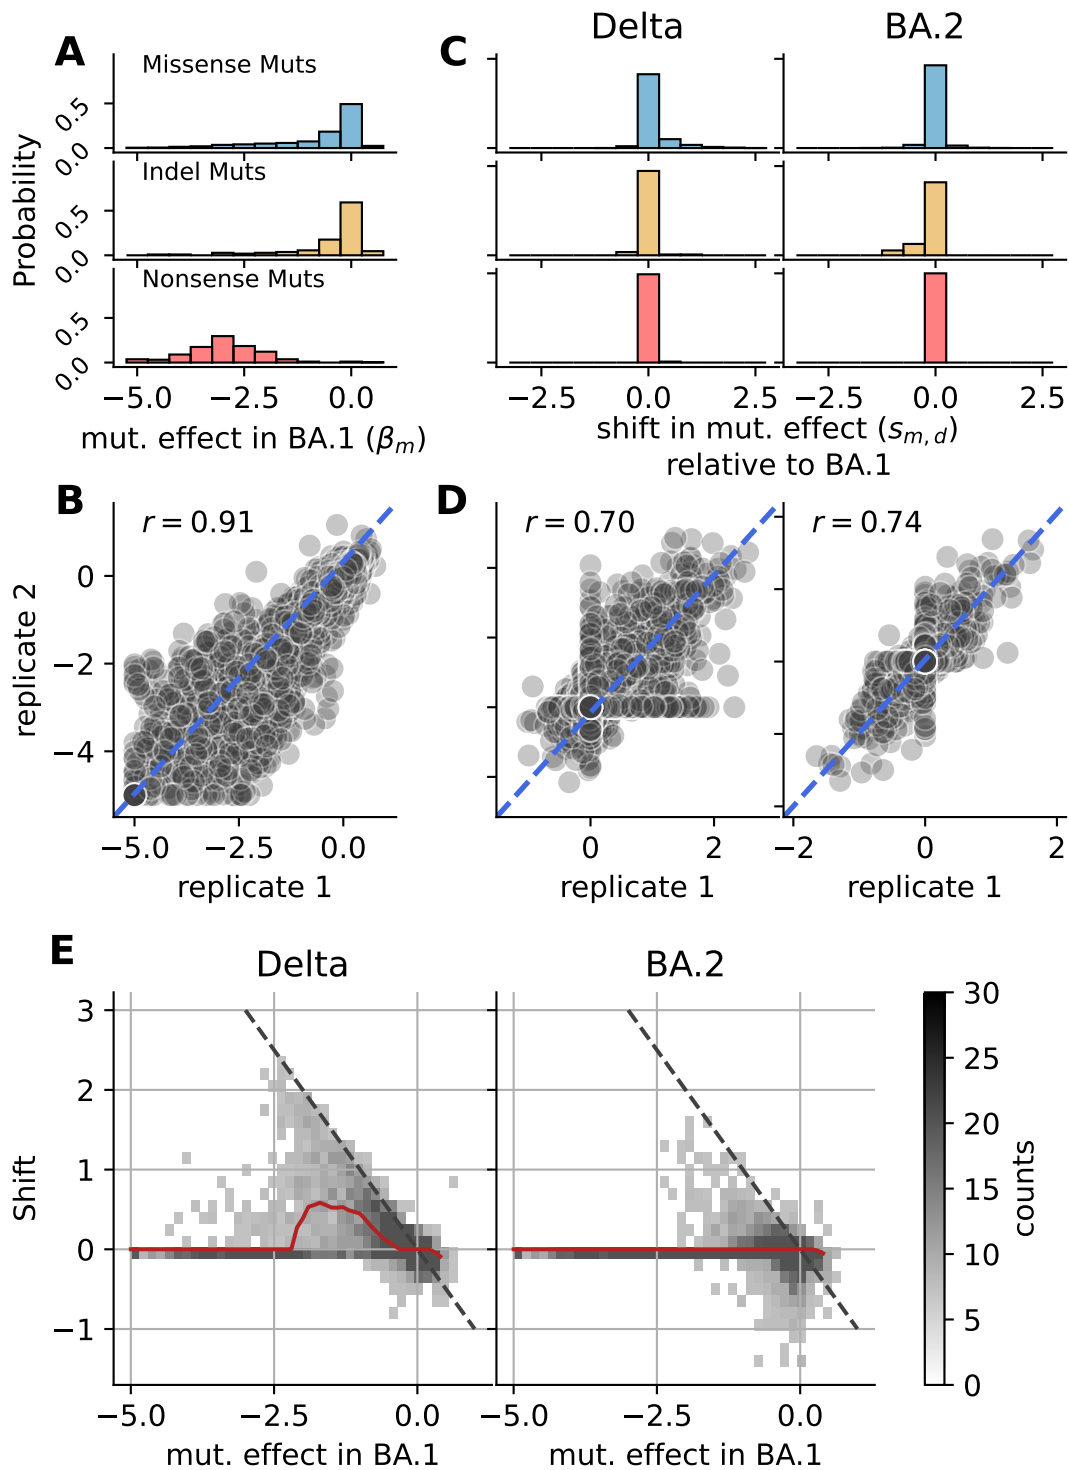 A
C
Delta
BA.2
Missense Muts
0.5
0.0
Indel Muts
0.5
0.0
Nonsense Muts
0.5
0.0
Probability
−5.0
−2.5
0.0
mut. effect in BA.1 (βm)
−2.5
0.0
2.5
−2.5
0.0
2.5
shift in mut. effect (sm, d)
relative to BA.1
B
r = 0.91
0
−2
−4
replicate 2
−5.0
−2.5
0.0
replicate 1
D
r = 0.70
r = 0.74
0
2
−2
0
2
replicate 1
replicate 1
E
Delta
BA.2
3
2
1
0
−1
Shift
−5.0
−2.5
0.0
mut. effect in BA.1
−5.0
−2.5
0.0
mut. effect in BA.1
30
25
20
15
10
5
0
counts